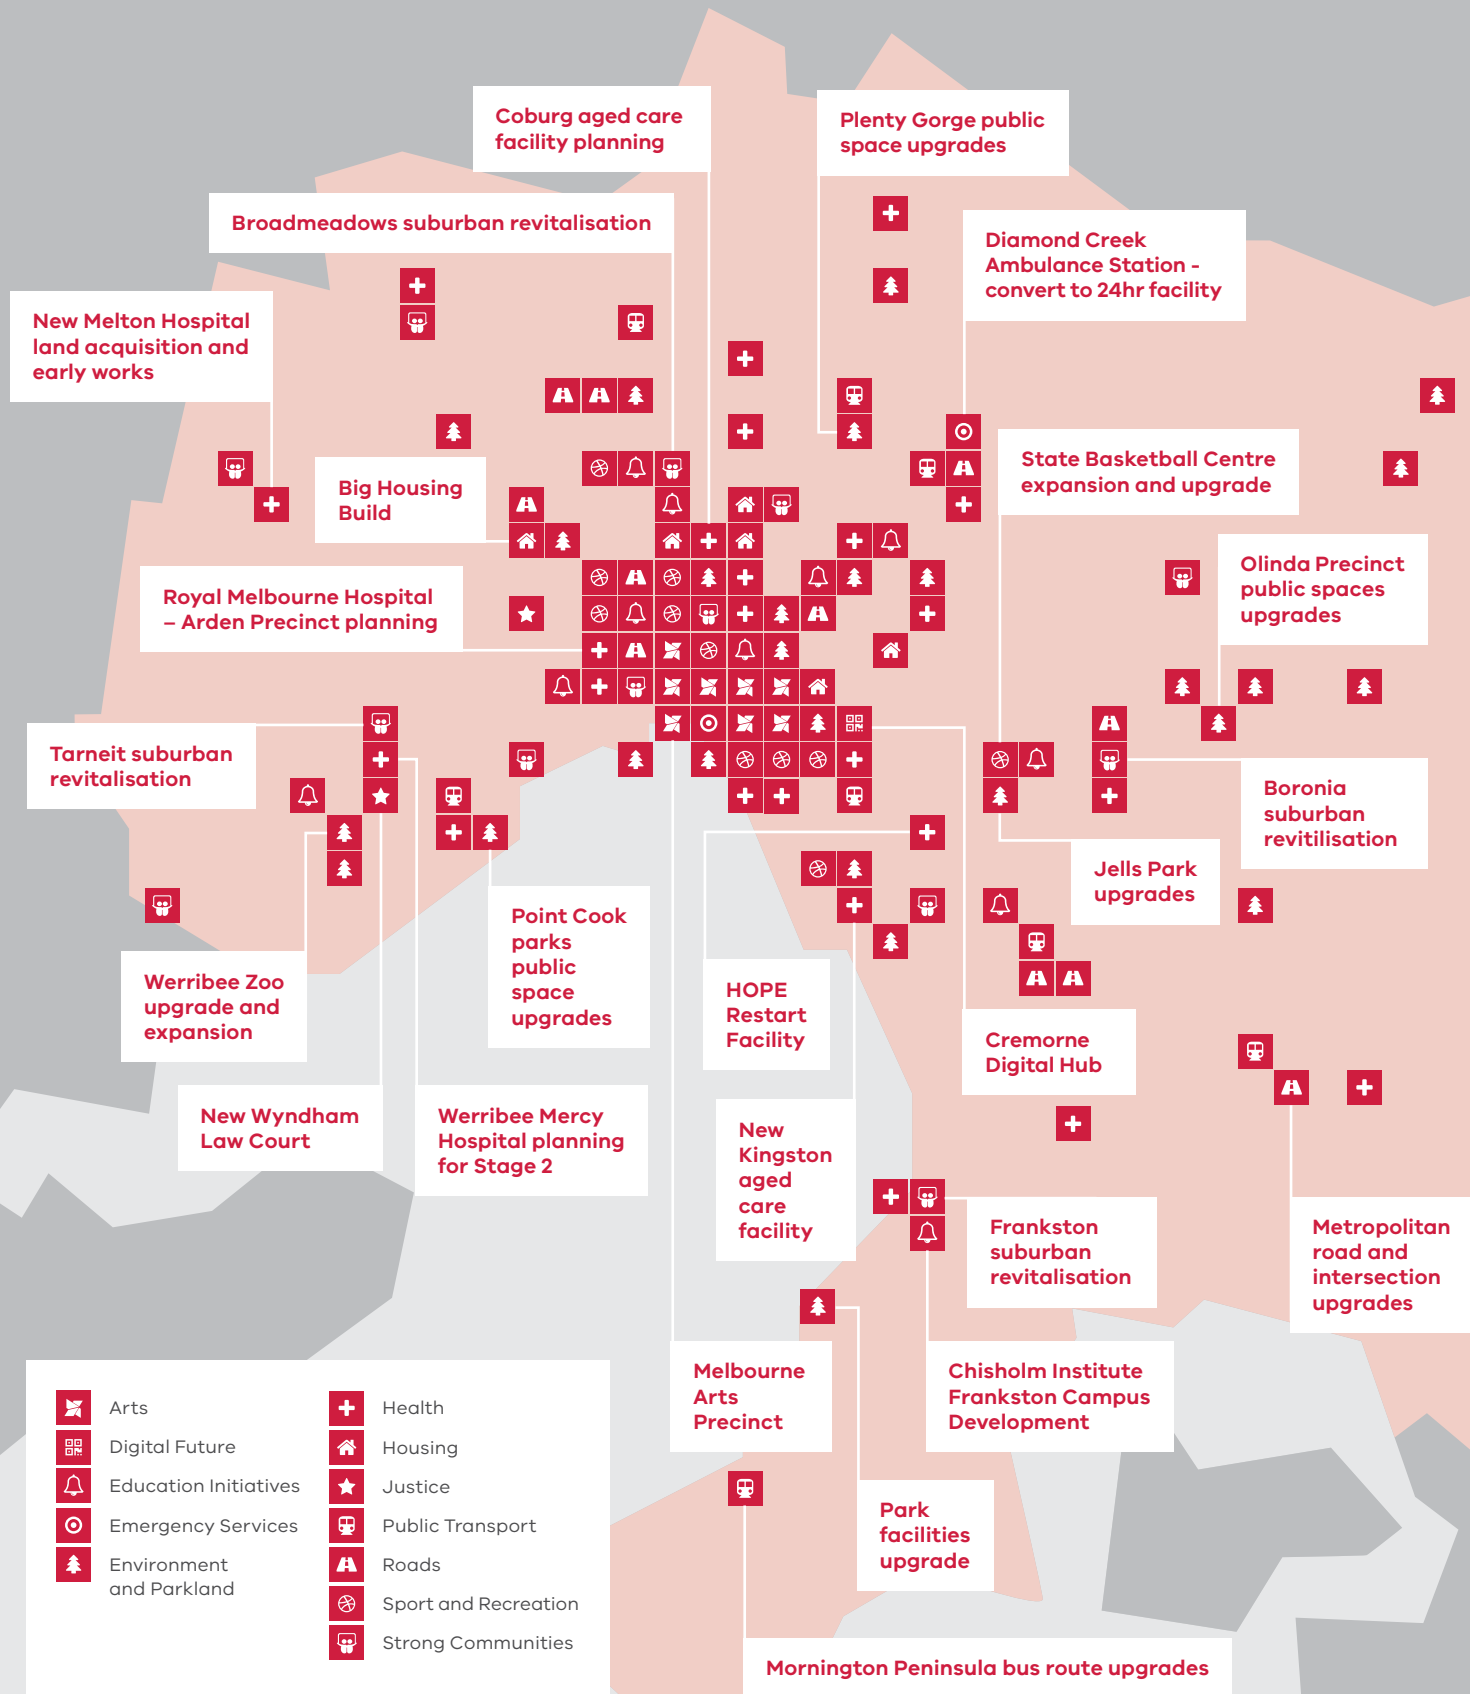 Coburg aged care
facility planning
Plenty Gorge public
space upgrades
Broadmeadows suburban revitalisation
Diamond Creek
Ambulance Station -
convert to 24hr facility
New Melton Hospital
land acquisition and
early works
State Basketball Centre
expansion and upgrade
Big Housing
Build
Olinda Precinct
public spaces
upgrades
Royal Melbourne Hospital
– Arden Precinct planning
Tarneit suburban
revitalisation
Boronia
suburban
revitilisation
Jells Park
upgrades
Point Cook
parks
public
space
upgrades
Werribee Zoo
upgrade and
expansion
HOPE
Restart
Facility
Cremorne
Digital Hub
New Wyndham
Law Court
Werribee Mercy
Hospital planning
for Stage 2
New
Kingston
aged
care
facility
Frankston
suburban
revitalisation
Metropolitan
road and
intersection
upgrades
Melbourne
Arts
Precinct
Chisholm Institute
Frankston Campus
Development
Park
facilities
upgrade
Mornington Peninsula bus route upgrades
Arts
Digital Future
Education Initiatives
Emergency Services
Environment
and Parkland
Health
Housing
Justice
Public Transport
Roads
Sport and Recreation
Strong Communities